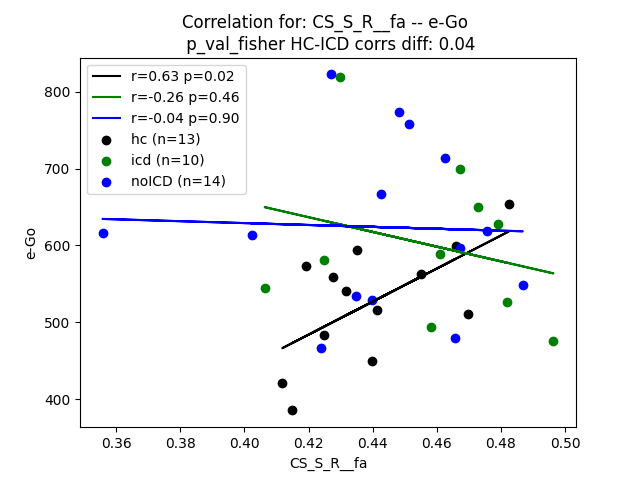 Correlation for: CS_S_R__fa -- e-Go
p_val_fisher HC-ICD corrs diff: 0.04
r=0.63 p=0.02
r=-0.26 p=0.46
r=-0.04 p=0.90
hc (n=13)
icd (n=10)
noICD (n=14)
800
700
600
500
400
e-Go
0.36 0.38 0.40 0.42 0.44 0.46 0.48 0.50
CS_S_R__fa